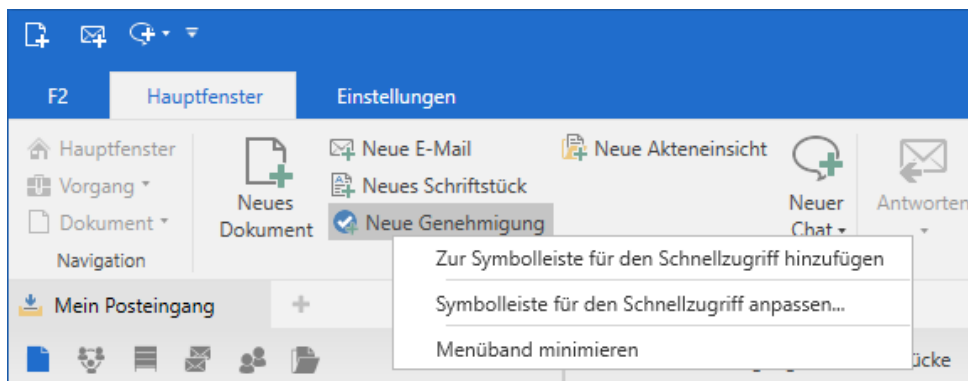 F2 Hauptfenster Einstellungen
Hauptfenster
Vorgang
Dokument
Navigation
Neues
Dokument
Neue E-Mail
Neues Schriftstück
Neue Genehmigung
Neue Akteneinsicht
Neuer
Chat
Antworten
Zur Symbolleiste für den Schnellzugriff hinzufügen
Symbolleiste für den Schnellzugriff anpassen...
Menüband minimieren
Mein Posteingang
ücke